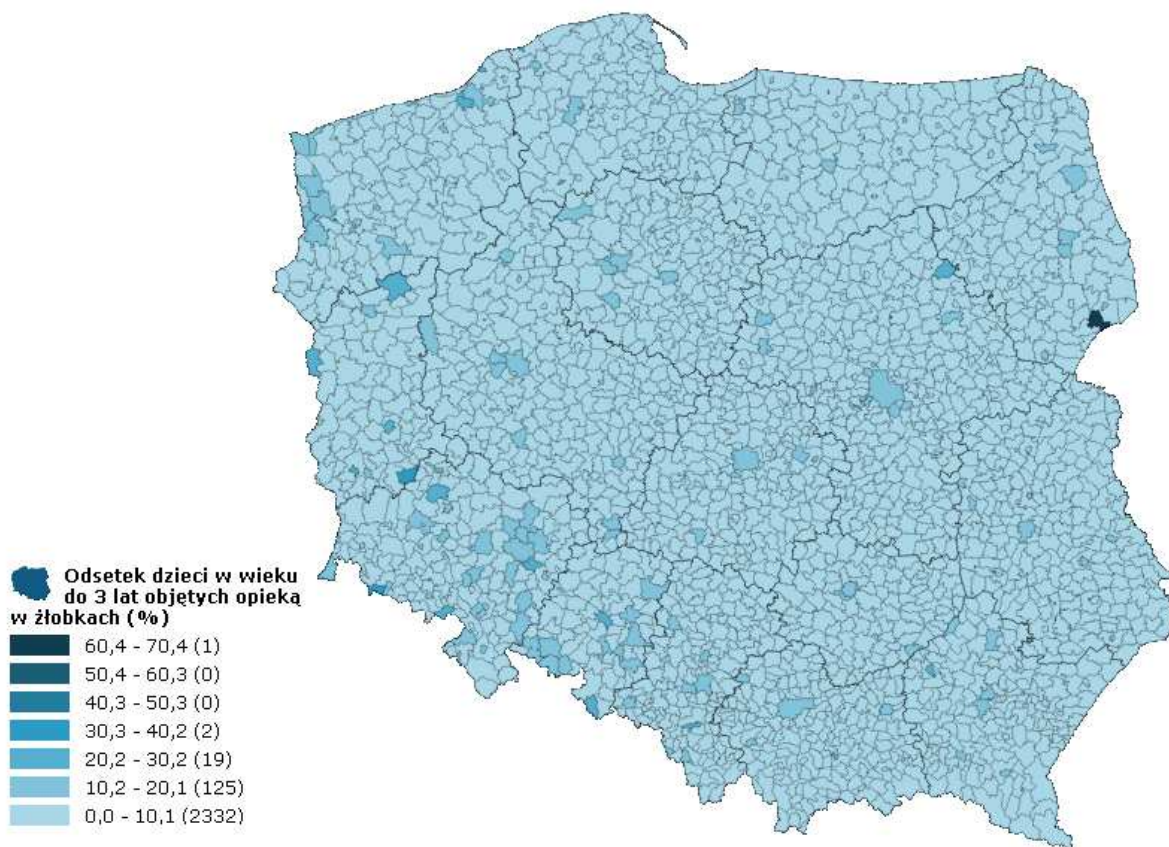 Odsetek dzieci w wieku
do 3 lat objętych opieką
w żłobkach (%)
60,4 - 70,4 (1)
50,4 - 60,3 (0)
40,3 - 50,3 (0)
30,3 - 40,2 (2)
20,2 - 30,2 (19)
10,2 - 20,1 (125)
0,0 - 10,1 (2332)